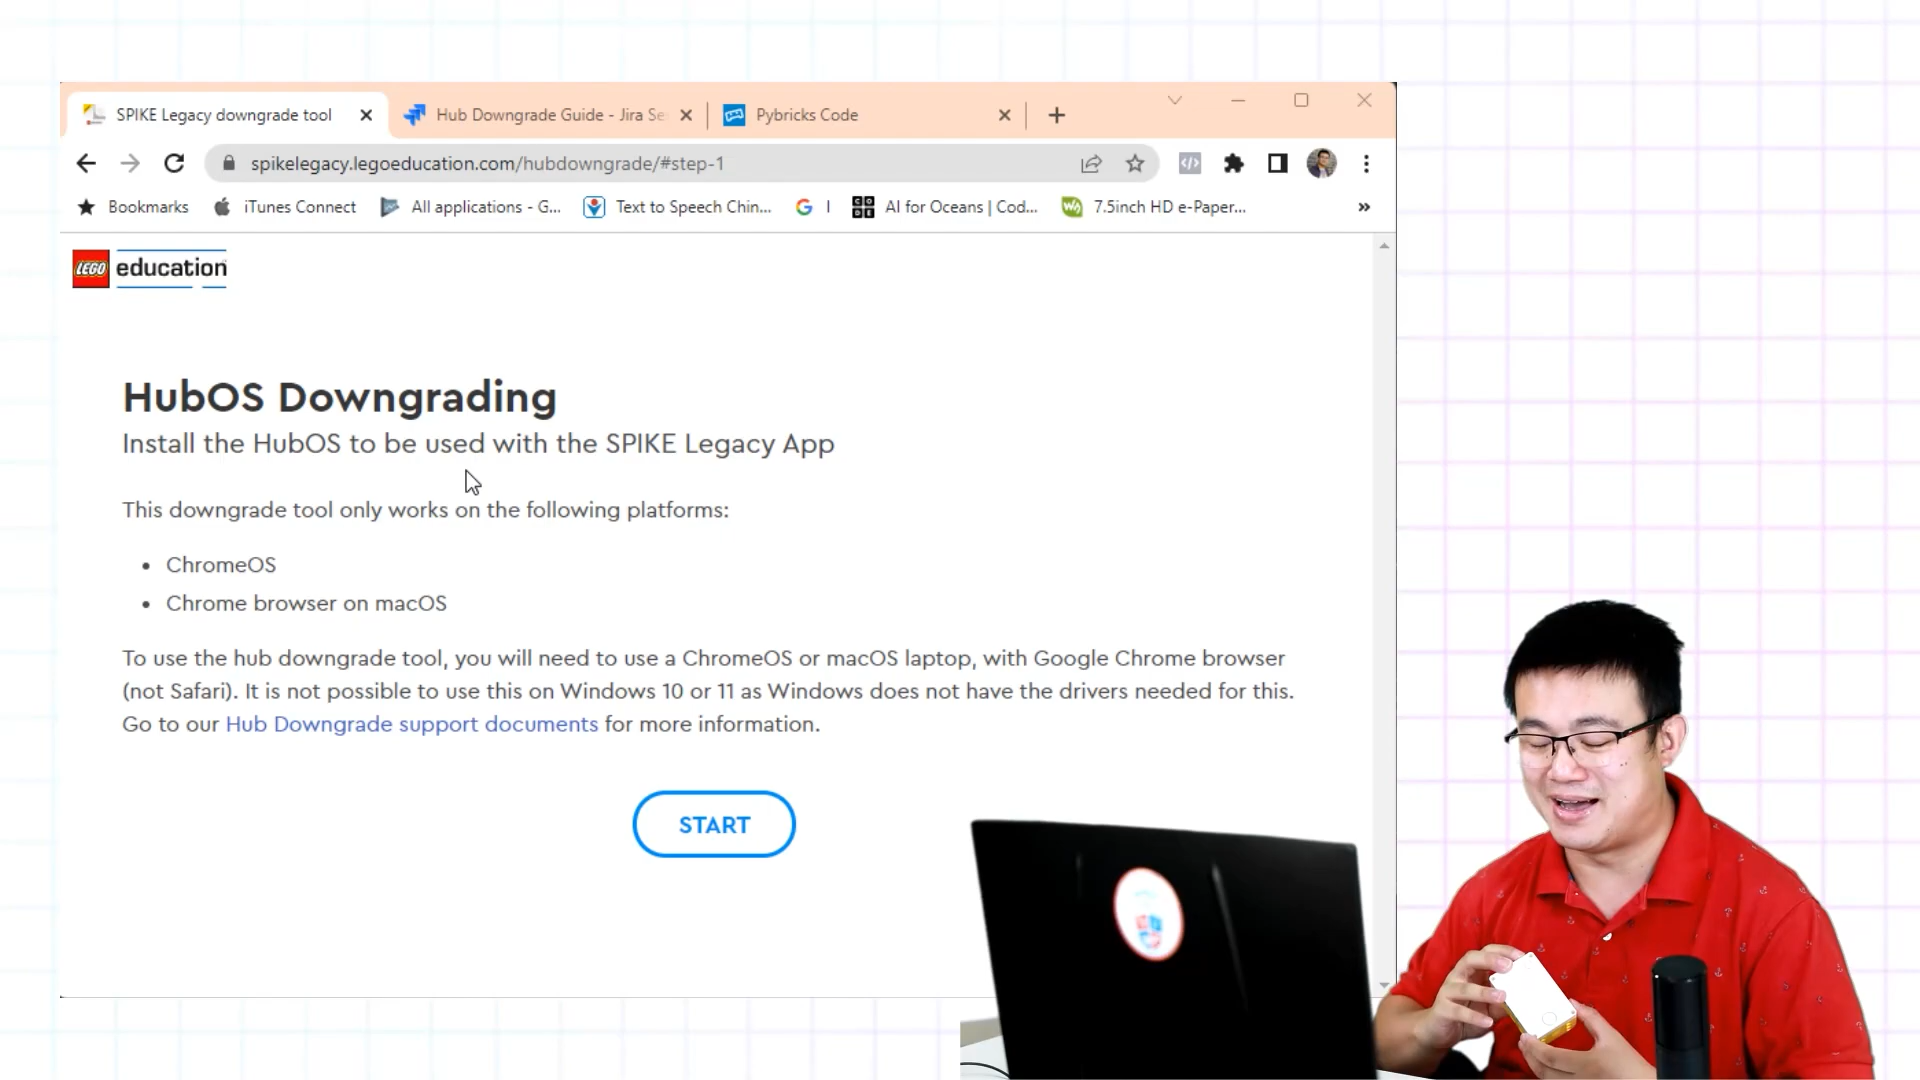 SPIKE Legacy downgrade tool
Hub Downgrade Guide - Jira Se
Pybricks Code
spikelegacy.legoeducation.com/hubdowngrade/#step-1
Bookmarks
iTunes Connect
All applications - G...
Text to Speech Chin...
I
AI for Oceans | Cod...
7.5inch HD e-Paper...
LEGO education
HubOS Downgrading
Install the HubOS to be used with the SPIKE Legacy App
This downgrade tool only works on the following platforms:
• ChromeOS
• Chrome browser on macOS
To use the hub downgrade tool, you will need to use a ChromeOS or macOS laptop, with Google Chrome browser
(not Safari). It is not possible to use this on Windows 10 or 11 as Windows does not have the drivers needed for this.
Go to our Hub Downgrade support documents for more information.
START